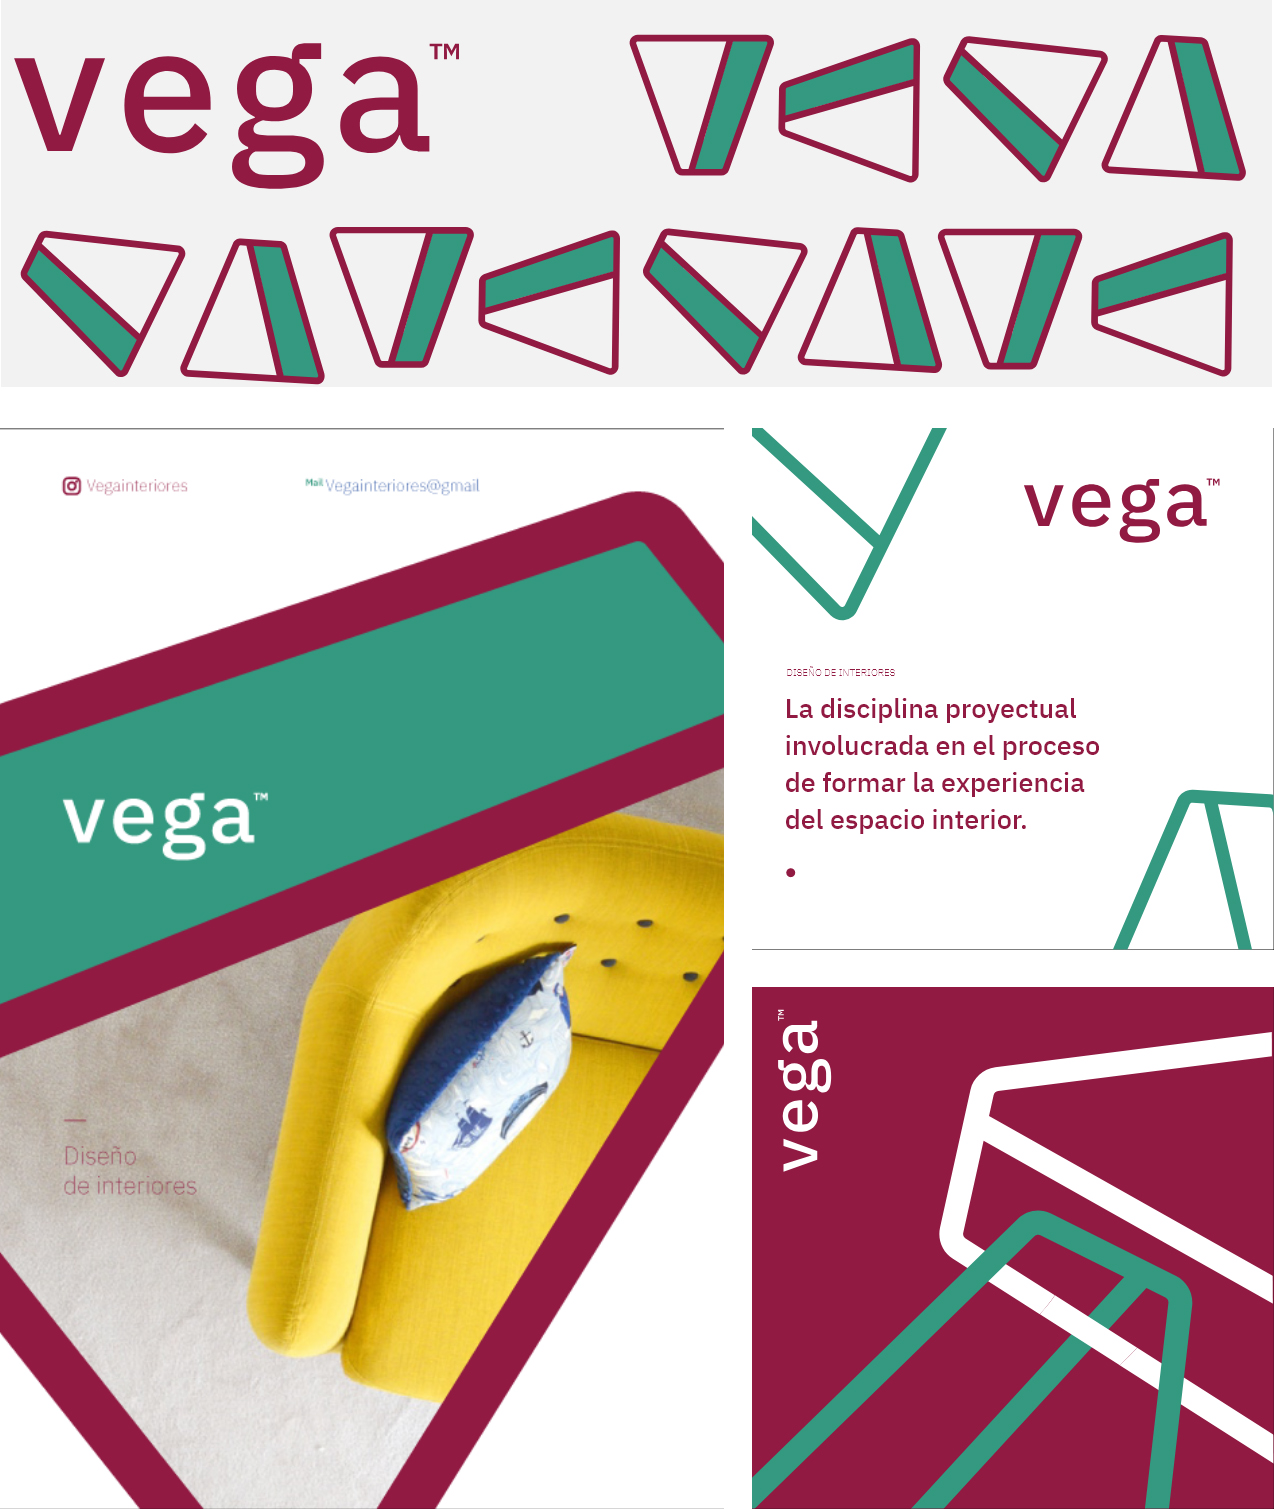 vega™
Vegainteriores
Mail Vegainteriores@gmail
vega™
Diseño
de interiores
vega™
DISEÑO DE INTERIORES
La disciplina proyectual
involucrada en el proceso
de formar la experiencia
del espacio interior.
vega™